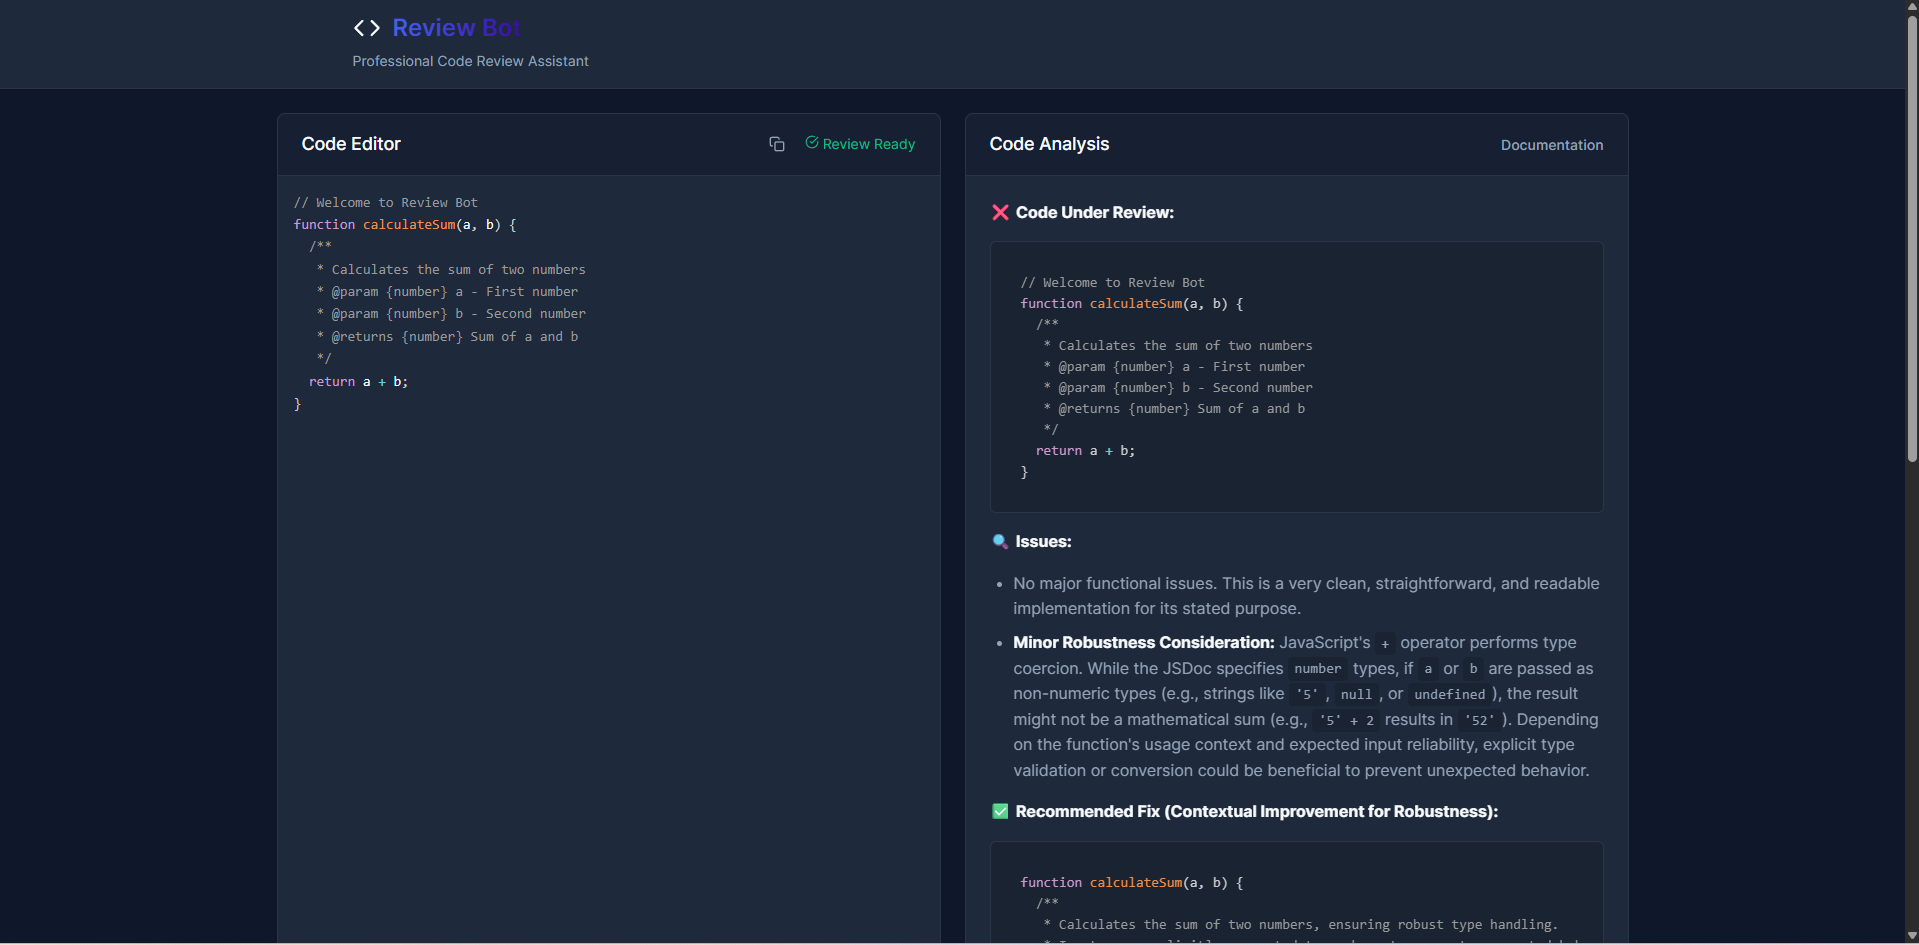 Review Bot
Professional Code Review Assistant
Code Editor
Review Ready
// Welcome to Review Bot
function calculateSum(a, b) {
  /**
   * Calculates the sum of two numbers
   * @param {number} a - First number
   * @param {number} b - Second number
   * @returns {number} Sum of a and b
   */
  return a + b;
}
Code Analysis
Documentation
❌ Code Under Review:
// Welcome to Review Bot
function calculateSum(a, b) {
  /**
   * Calculates the sum of two numbers
   * @param {number} a - First number
   * @param {number} b - Second number
   * @returns {number} Sum of a and b
   */
  return a + b;
}
🔍 Issues:
• No major functional issues. This is a very clean, straightforward, and readable
implementation for its stated purpose.
• Minor Robustness Consideration: JavaScript's + operator performs type
coercion. While the JSDoc specifies number types, if a or b are passed as
non-numeric types (e.g., strings like '5', null, or undefined), the result
might not be a mathematical sum (e.g., '5' + 2 results in '52'). Depending
on the function's usage context and expected input reliability, explicit type
validation or conversion could be beneficial to prevent unexpected behavior.
✅ Recommended Fix (Contextual Improvement for Robustness):
function calculateSum(a, b) {
  /**
   * Calculates the sum of two numbers, ensuring robust type handling.